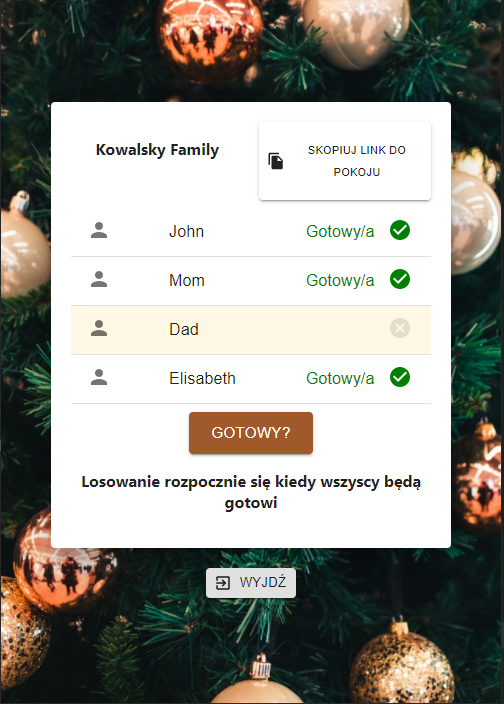 Kowalsky Family
SKOPIUJ LINK DO
POKOJU
John Gotowy/a
Mom Gotowy/a
Dad
Elisabeth Gotowy/a
GOTOWY?
Losowanie rozpocznie się kiedy wszyscy będą
gotowi
WYJDŹ